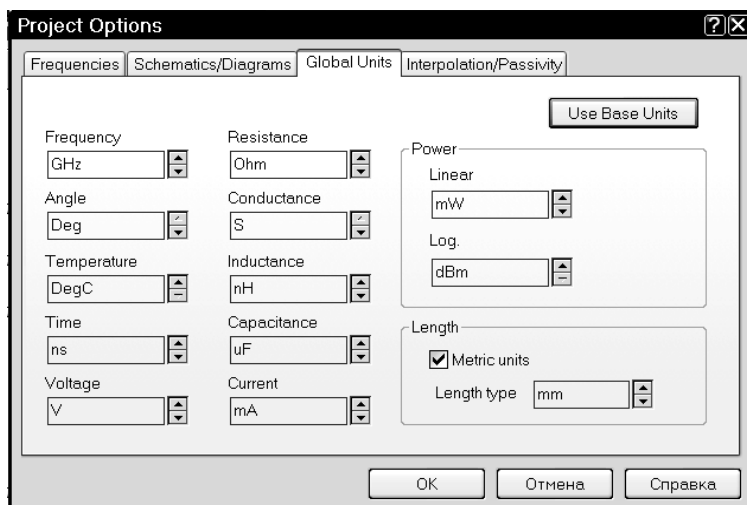 Project Options
Frequencies Schematics/Diagrams Global Units Interpolation/Passivity
Use Base Units
Frequency
GHz
Angle
Deg
Temperature
DegC
Time
ns
Voltage
V
Resistance
Ohm
Conductance
S
Inductance
nH
Capacitance
uF
Current
mA
Power
Linear
mW
Log.
dBm
Length
Metric units
Length type mm
OK Отмена Справка